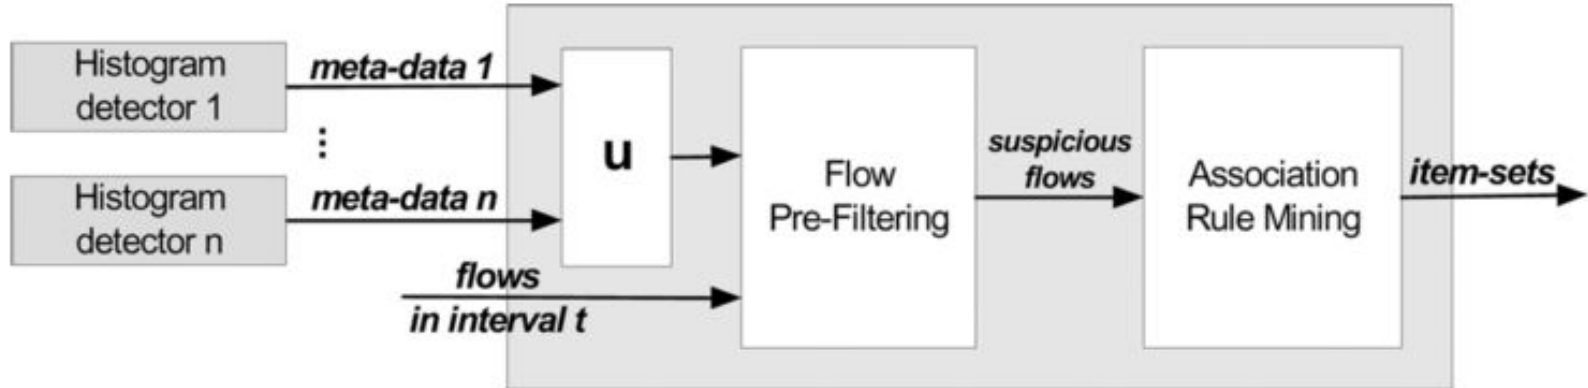 Histogram
detector 1
meta-data 1
⋮
Histogram
detector n
meta-data n
u
flows
in interval t
Flow
Pre-Filtering
suspicious
flows
Association
Rule Mining
item-sets